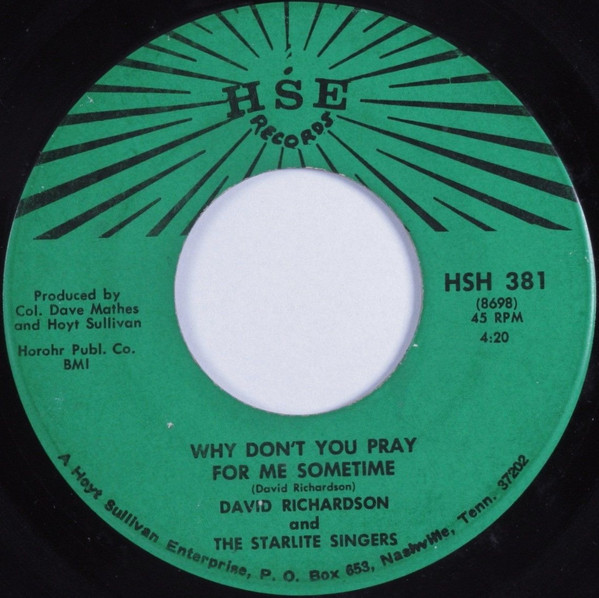 HSE
RECORDS
Produced by
Col. Dave Mathes
and Hoyt Sullivan
Horohr Publ. Co.
BMI
HSH 381
(8698)
45 RPM
4:20
WHY DON'T YOU PRAY
FOR ME SOMETIME
(David Richardson)
DAVID RICHARDSON
and
THE STARLITE SINGERS
A Hoyt Sullivan Enterprise, P. O. Box 653, Naahville, Tenn. 37202